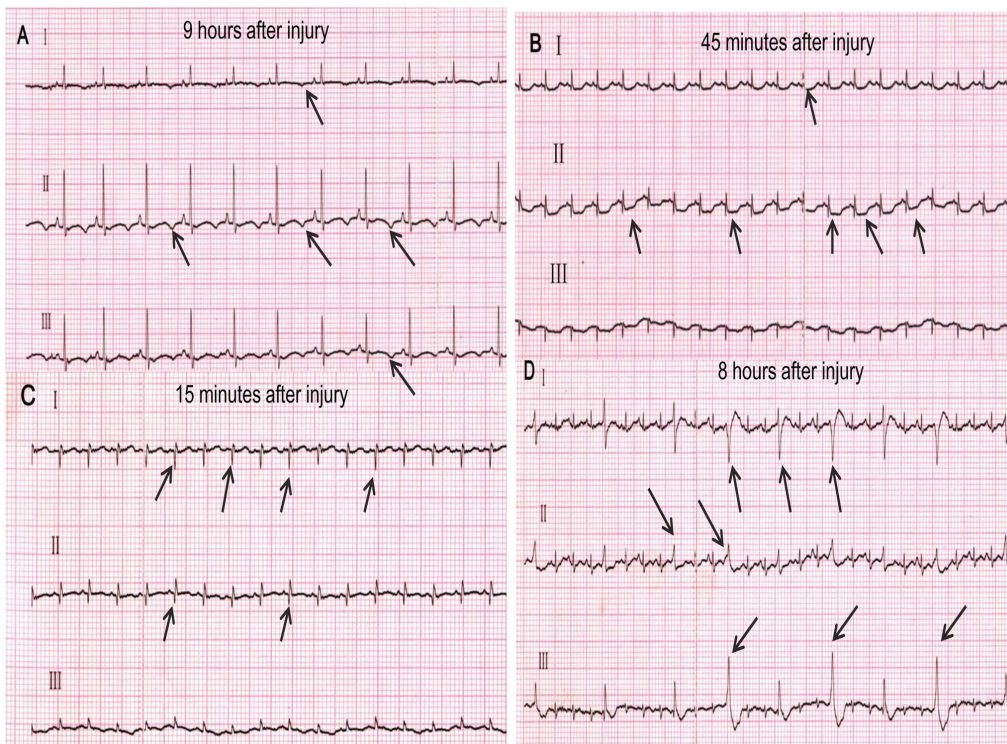 A I 9 hours after injury
II
III
B I 45 minutes after injury
II
III
C I 15 minutes after injury
II
III
D I 8 hours after injury
II
III